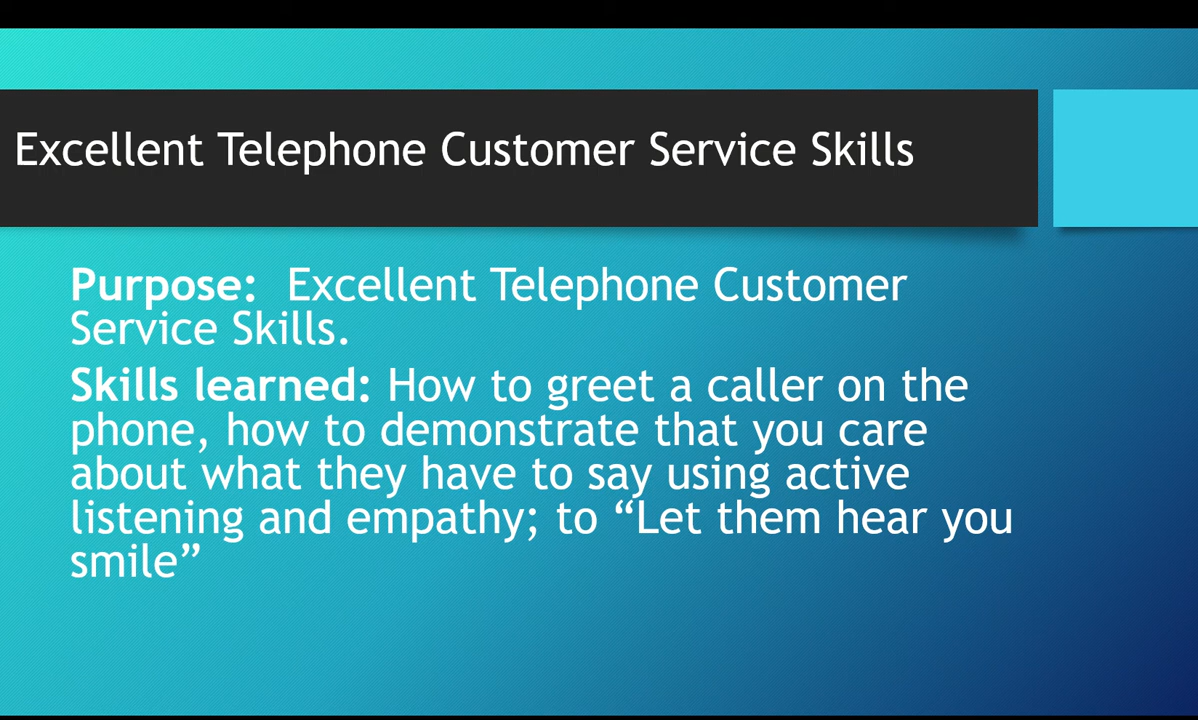 Excellent Telephone Customer Service Skills
Purpose:  Excellent Telephone Customer
Service Skills.
Skills learned: How to greet a caller on the
phone, how to demonstrate that you care
about what they have to say using active
listening and empathy; to “Let them hear you
smile”